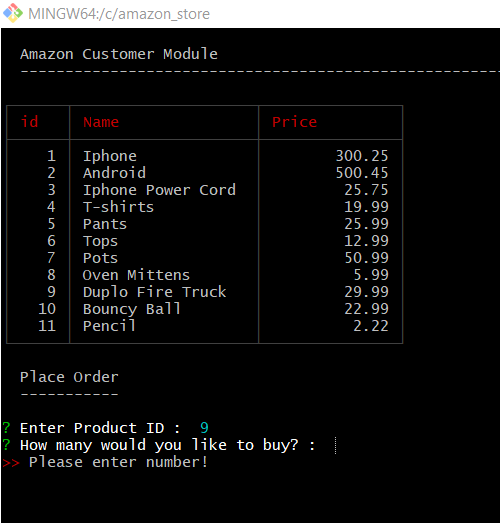 MINGW64:/c/amazon_store
Amazon Customer Module
-----------------------------------------------------
id Name Price
1 Iphone 300.25
2 Android 500.45
3 Iphone Power Cord 25.75
4 T-shirts 19.99
5 Pants 25.99
6 Tops 12.99
7 Pots 50.99
8 Oven Mittens 5.99
9 Duplo Fire Truck 29.99
10 Bouncy Ball 22.99
11 Pencil 2.22
Place Order
-----------
? Enter Product ID : 9
? How many would you like to buy? :
>> Please enter number!